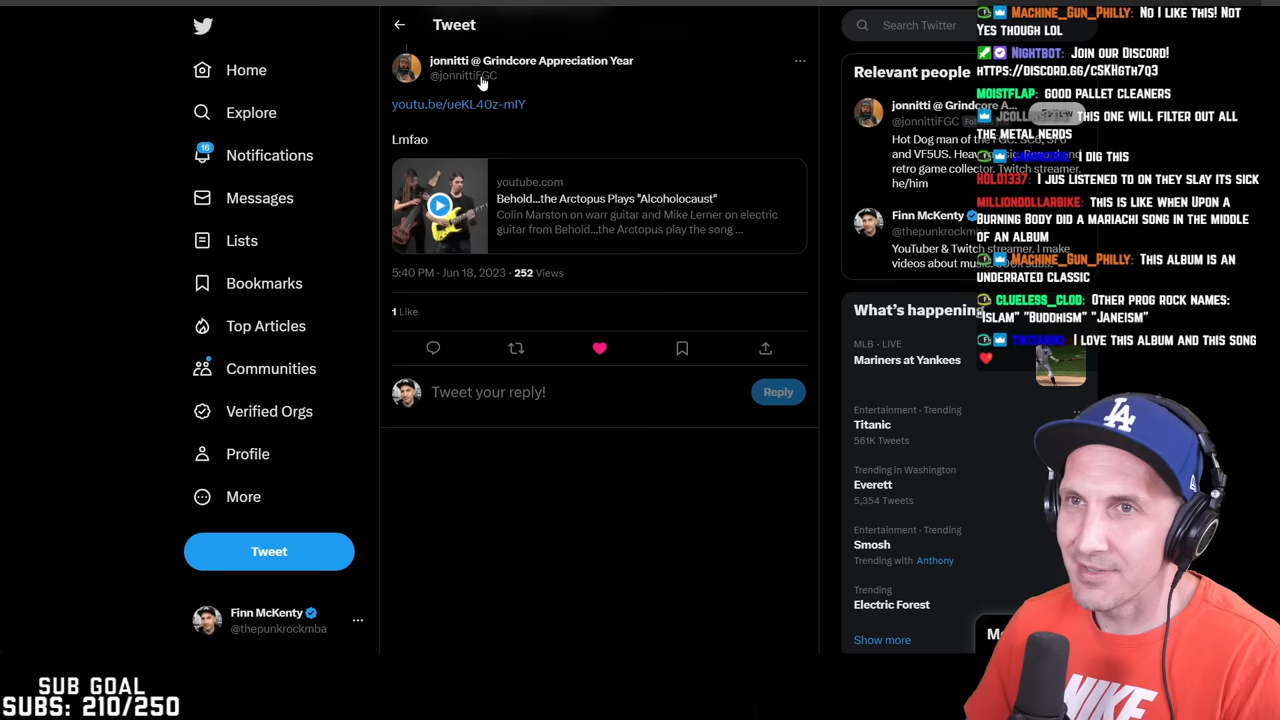 Home
Explore
16
Notifications
Messages
Lists
Bookmarks
Top Articles
Communities
Verified Orgs
Profile
More
Tweet
Finn McKenty
@thepunkrockmba
SUB GOAL
SUBS: 210/250
Tweet
jonnitti @ Grindcore Appreciation Year
@jonnittiFGC
youtu.be/ueKL40z-mIY
Lmfao
youtube.com
Behold...the Arctopus Plays "Alcoholocaust"
Colin Marston on warr guitar and Mike Lerner on electric
guitar from Behold...the Arctopus play the song ...
5:40 PM · Jun 18, 2023 · 252 Views
1 Like
Tweet your reply!
Reply
Search Twitter
Relevant people
jonnitti @ Grindcore A...
@jonnittiFGC
Follow
Hot Dog man of the FGC.
and VF5US.
retro game collector. Twitch streamer.
he/him
Finn McKenty
@thepunkrockmba
YouTuber & Twitch streamer. I make
videos about music.
What's happening
MLB · LIVE
Mariners at Yankees
Entertainment · Trending
Titanic
561K Tweets
Trending in Washington
Everett
5,354 Tweets
Entertainment · Trending
Smosh
Trending with Anthony
Trending
Electric Forest
Show more
MACHINE_GUN_PHILLY: NO I LIKE THIS! NOT
YES THOUGH LOL
NIGHTBOT: JOIN OUR DISCORD!
HTTPS://DISCORD.GG/CSKHGTH7Q3
MOISTFLAP: GOOD PALLET CLEANERS
THIS ONE WILL FILTER OUT ALL
THE METAL NERDS
I DIG THIS
HOLO1337: I JUS LISTENED TO ON THEY SLAY ITS SICK
MILLIONDOLLARBIKE: THIS IS LIKE WHEN UPON A
BURNING BODY DID A MARIACHI SONG IN THE MIDDLE
OF AN ALBUM
MACHINE_GUN_PHILLY: THIS ALBUM IS AN
UNDERRATED CLASSIC
CLUELESS_CLOD: OTHER PROG ROCK NAMES:
"ISLAM" "BUDDHISM" "JANEISM"
I LOVE THIS ALBUM AND THIS SONG
LA
NIKE